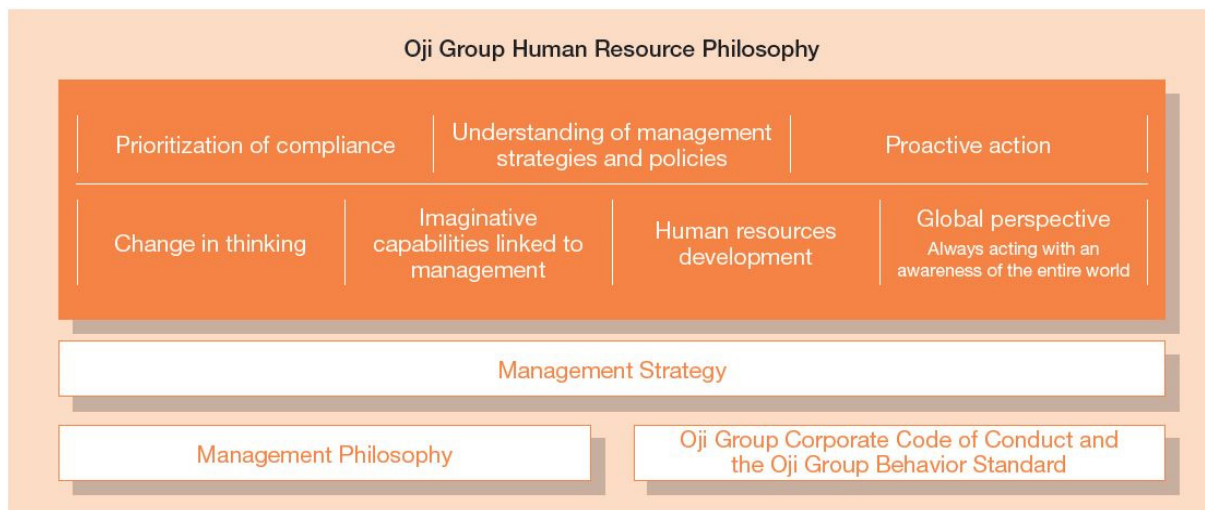 Oji Group Human Resource Philosophy
Prioritization of compliance
Understanding of management
strategies and policies
Proactive action
Change in thinking
Imaginative
capabilities linked to
management
Human resources
development
Global perspective
Always acting with an
awareness of the entire world
Management Strategy
Management Philosophy
Oji Group Corporate Code of Conduct and
the Oji Group Behavior Standard